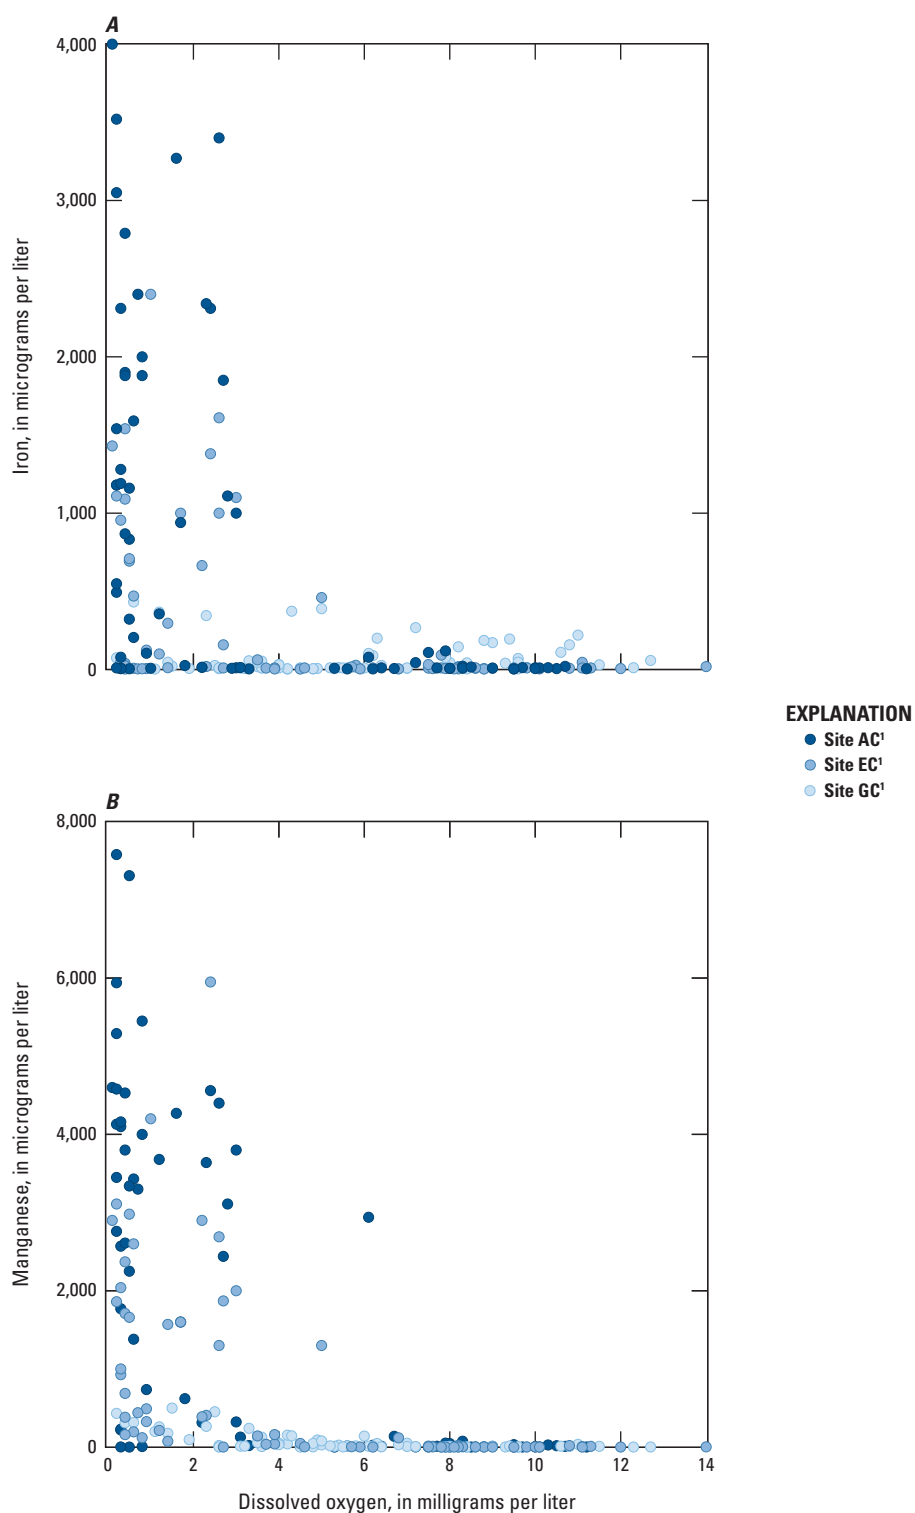 A
4,000
3,000
2,000
1,000
0
Iron, in micrograms per liter
EXPLANATION
Site AC¹
Site EC¹
Site GC¹
B
8,000
6,000
4,000
2,000
0
Manganese, in micrograms per liter
0 2 4 6 8 10 12 14
Dissolved oxygen, in milligrams per liter